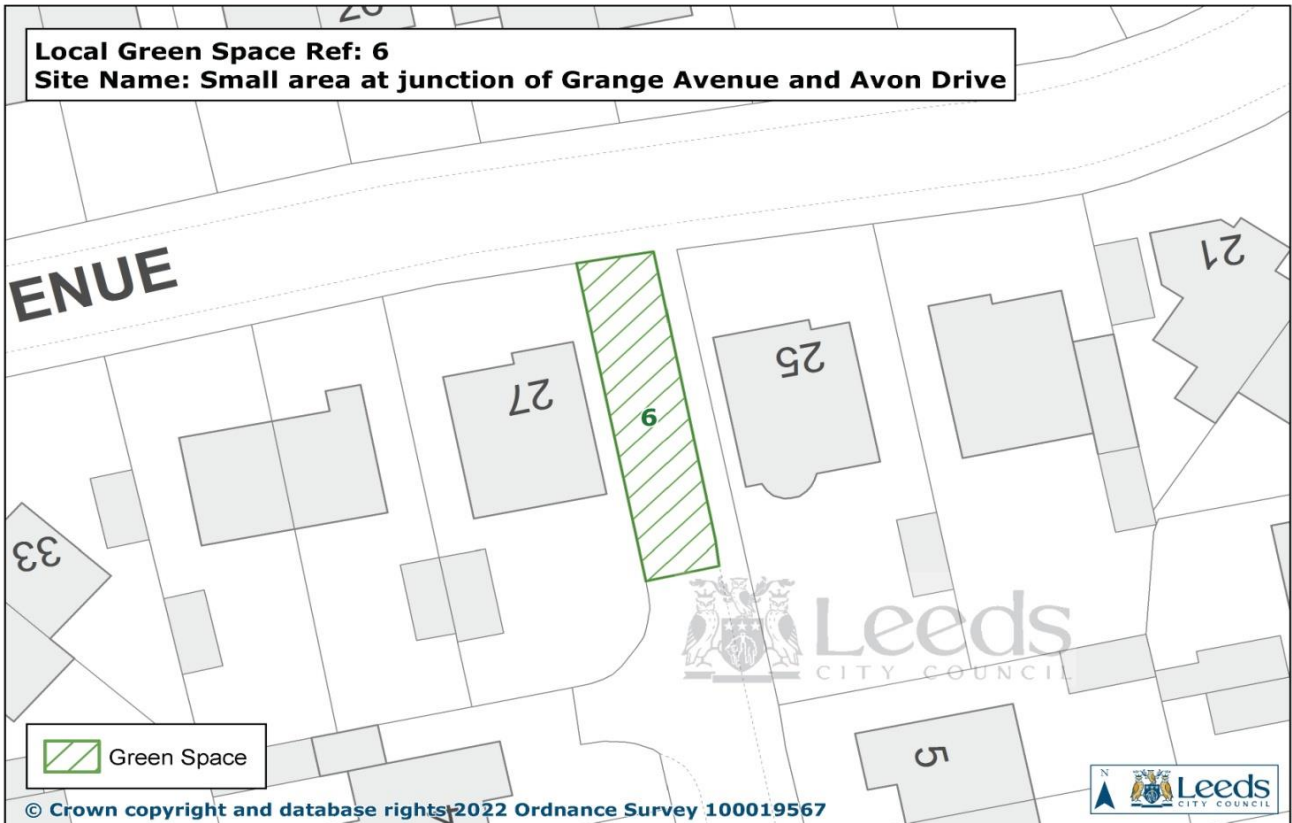 Local Green Space Ref: 6
Site Name: Small area at junction of Grange Avenue and Avon Drive
ENUE
21
25
27
6
33
Leeds
CITY COUNCIL
5
Green Space
© Crown copyright and database rights 2022 Ordnance Survey 100019567
N
Leeds
CITY COUNCIL